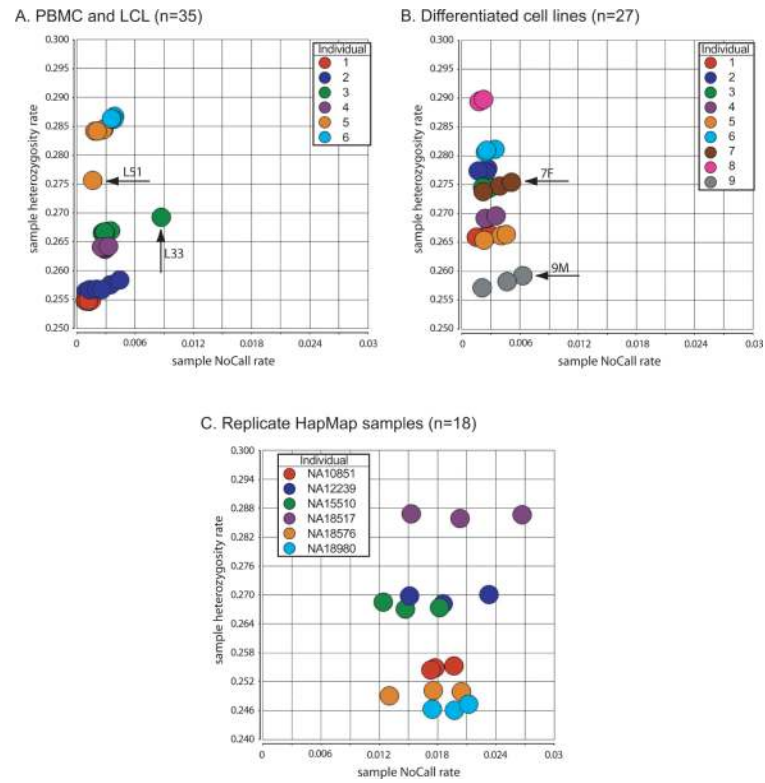 A. PBMC and LCL (n=35)
sample heterozygosity rate
0.300
0.295
0.290
0.285
0.280
0.275
0.270
0.265
0.260
0.255
0.250
Individual
1
2
3
4
5
6
L51
L33
0 0.006 0.012 0.018 0.024 0.03
sample NoCall rate
B. Differentiated cell lines (n=27)
sample heterozygosity rate
0.300
0.295
0.290
0.285
0.280
0.275
0.270
0.265
0.260
0.255
0.250
Individual
1
2
3
4
5
6
7
8
9
7F
9M
0 0.006 0.012 0.018 0.024 0.03
sample NoCall rate
C. Replicate HapMap samples (n=18)
sample heterozygosity rate
0.300
0.294
0.288
0.282
0.276
0.270
0.264
0.258
0.252
0.246
0.240
Individual
NA10851
NA12239
NA15510
NA18517
NA18576
NA18980
0 0.006 0.012 0.018 0.024 0.03
sample NoCall rate